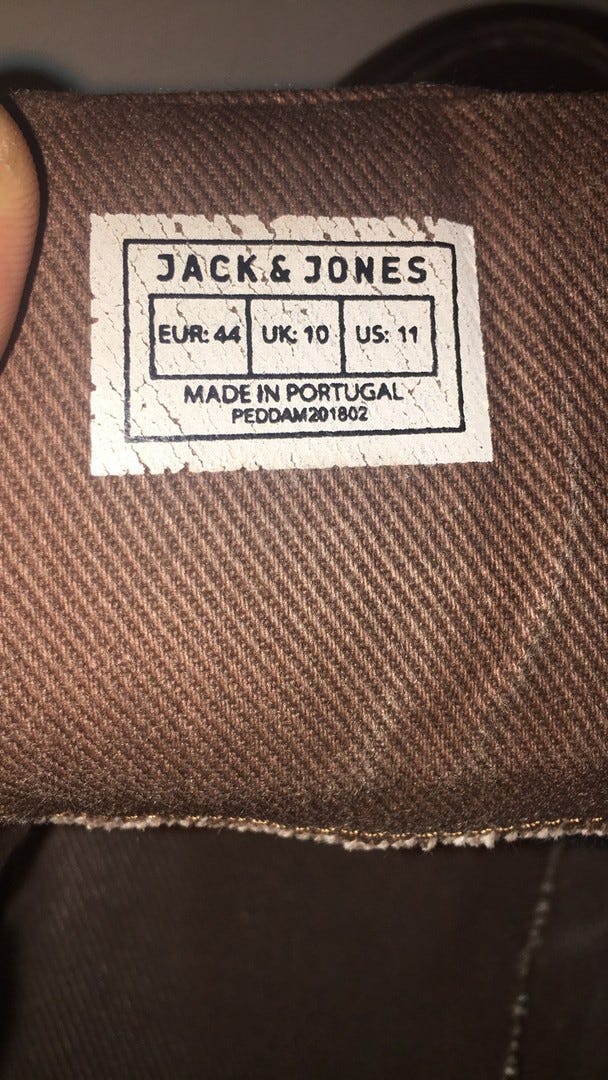 JACK & JONES
EUR: 44 UK: 10 US: 11
MADE IN PORTUGAL
PEDDAM201802